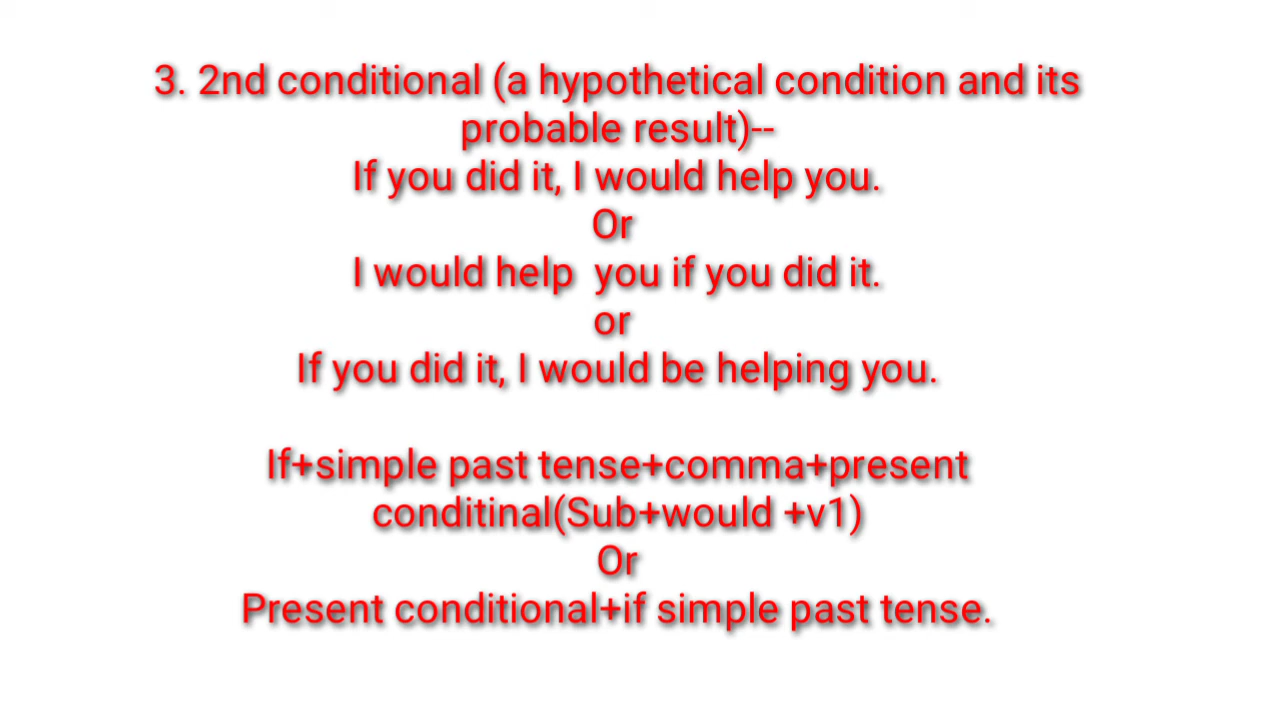 3. 2nd conditional (a hypothetical condition and its
probable result)--
If you did it, I would help you.
Or
I would help  you if you did it.
or
If you did it, I would be helping you.
If+simple past tense+comma+present
conditinal(Sub+would +v1)
Or
Present conditional+if simple past tense.